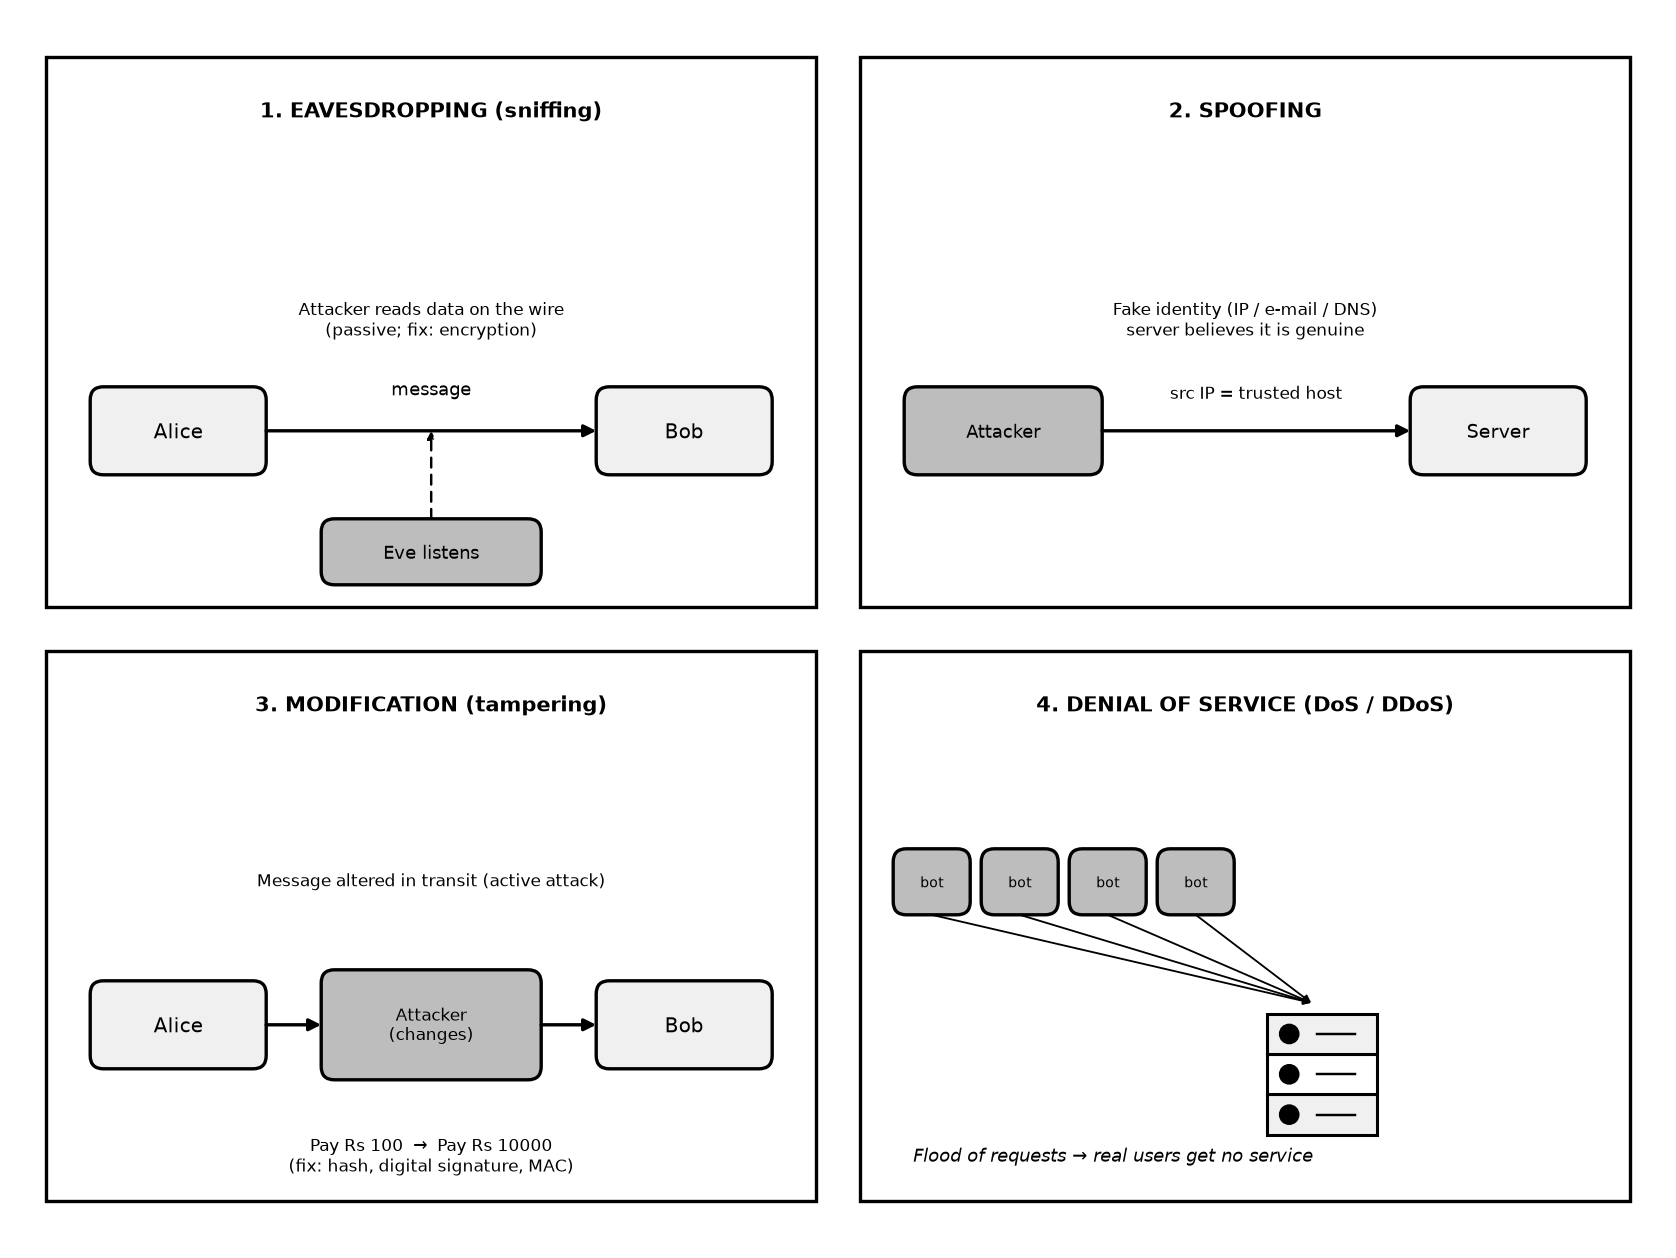 1. EAVESDROPPING (sniffing)
Attacker reads data on the wire
(passive; fix: encryption)
message
Alice
Bob
Eve listens
2. SPOOFING
Fake identity (IP / e-mail / DNS)
server believes it is genuine
src IP = trusted host
Attacker
Server
3. MODIFICATION (tampering)
Message altered in transit (active attack)
Alice
Attacker
(changes)
Bob
Pay Rs 100 → Pay Rs 10000
(fix: hash, digital signature, MAC)
4. DENIAL OF SERVICE (DoS / DDoS)
bot
bot
bot
bot
Flood of requests → real users get no service